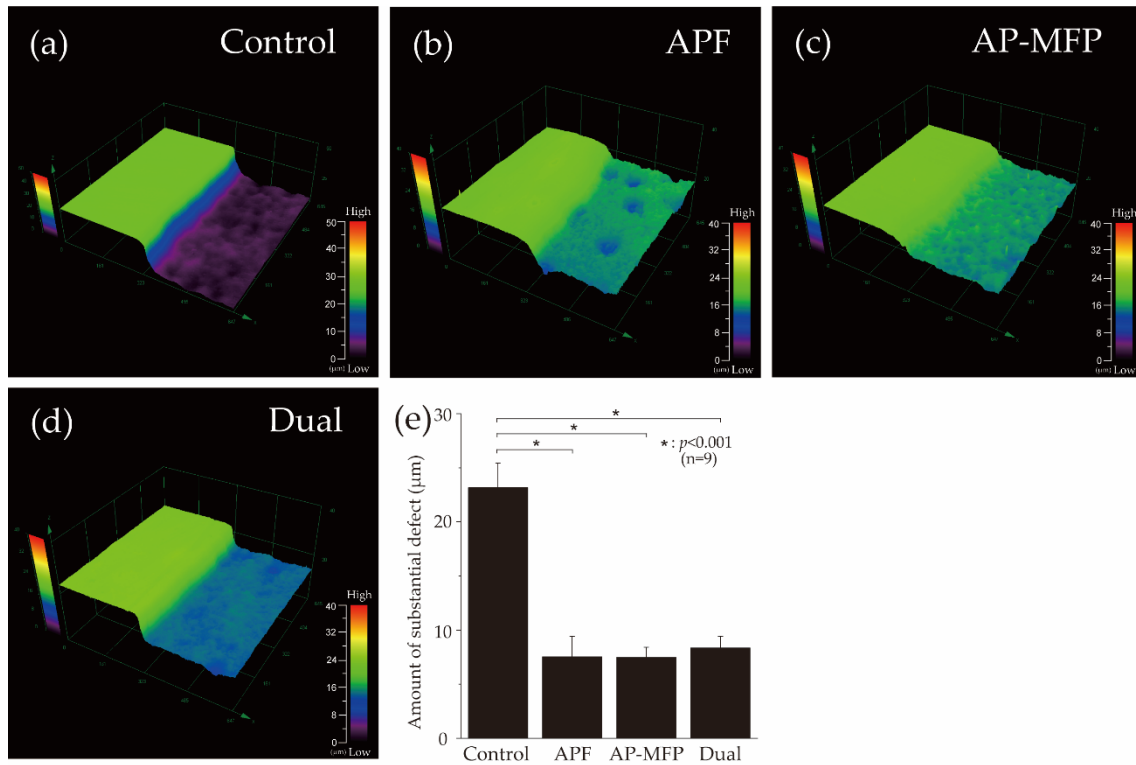 (a) Control
High
50
40
30
20
10
0
(μm) Low
(b) APF
High
40
32
24
16
8
0
(μm) Low
(c) AP-MFP
High
40
32
24
16
8
0
(μm) Low
(d) Dual
High
40
32
24
16
8
0
(μm) Low
(e)
Amount of substantial defect (μm)
30
20
10
0
*
*
*
*: p<0.001
(n=9)
Control APF AP-MFP Dual